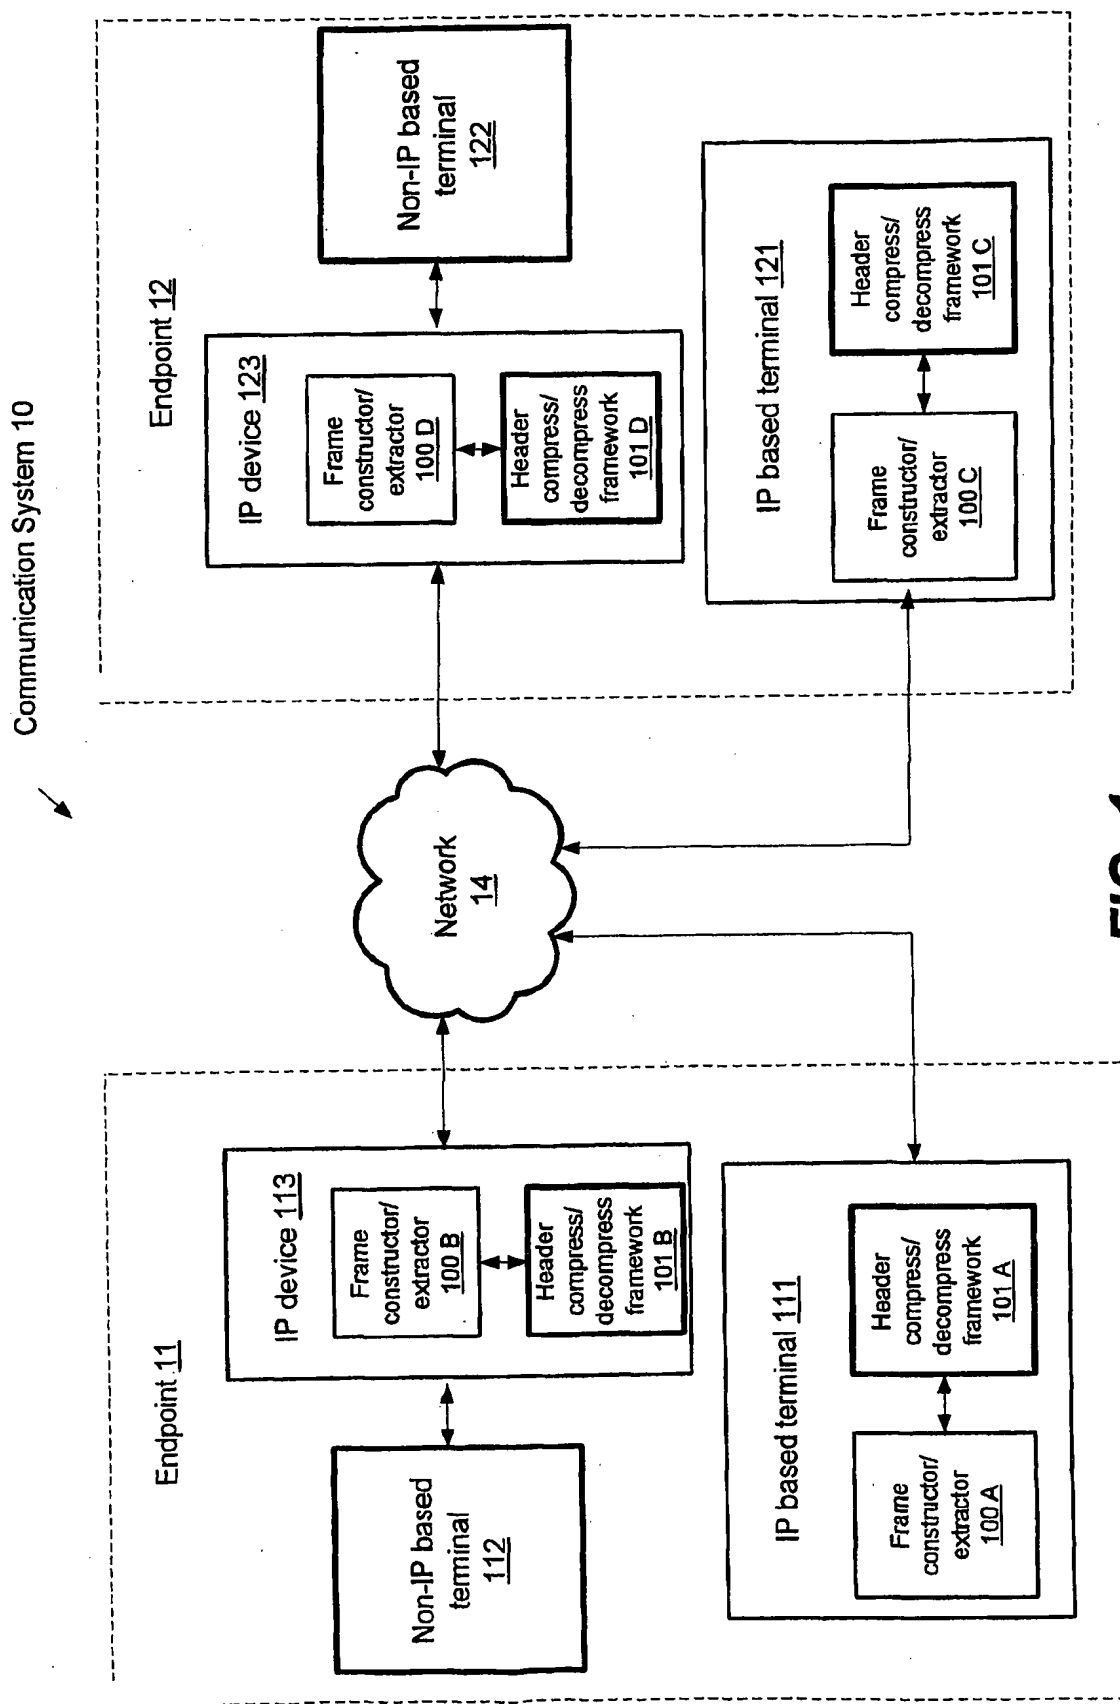 Communication System 10
Endpoint 11
Non-IP based
terminal
112
IP device 113
Frame
constructor/
extractor
100 B
Header
compress/
decompress
framework
101 B
IP based terminal 111
Frame
constructor/
extractor
100 A
Header
compress/
decompress
framework
101 A
Network
14
Endpoint 12
IP device 123
Frame
constructor/
extractor
100 D
Header
compress/
decompress
framework
101 D
Non-IP based
terminal
122
IP based terminal 121
Frame
constructor/
extractor
100 C
Header
compress/
decompress
framework
101 C